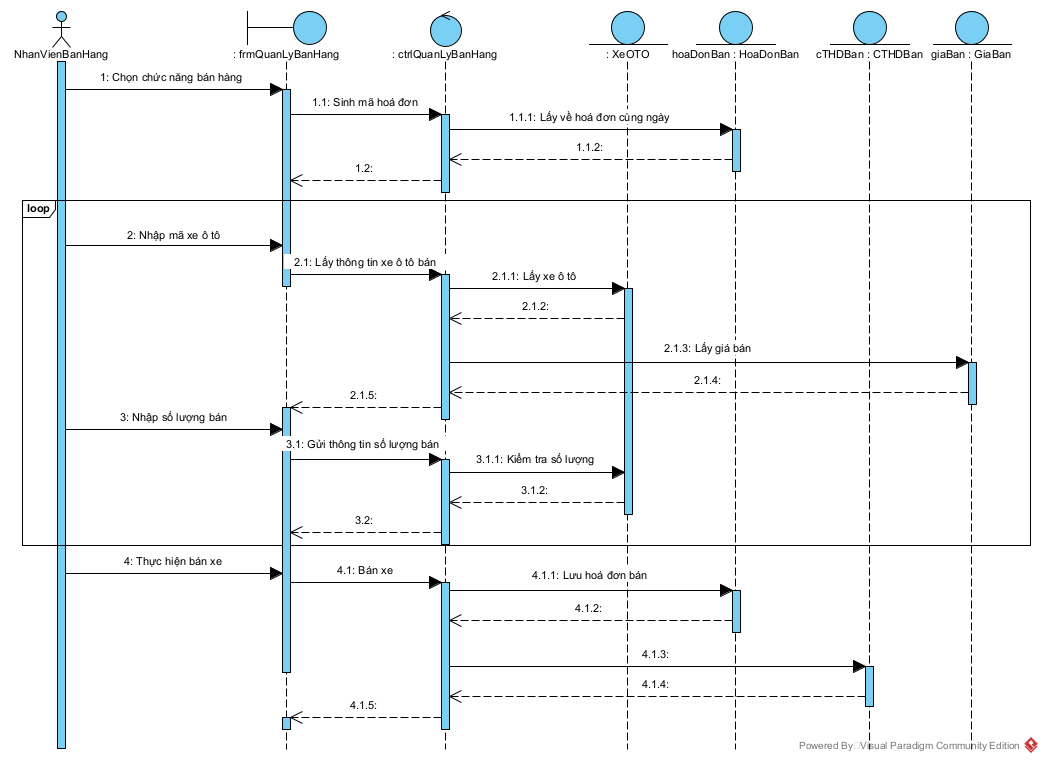 NhanVienBanHang
: frmQuanLyBanHang
: ctrlQuanLyBanHang
: XeOTO
hoaDonBan : HoaDonBan
cTHDBan : CTHDBan
giaBan : GiaBan
1: Chọn chức năng bán hàng
1.1: Sinh mã hoá đơn
1.1.1: Lấy về hoá đơn cùng ngày
1.1.2:
1.2:
loop
2: Nhập mã xe ô tô
2.1: Lấy thông tin xe ô tô bán
2.1.1: Lấy xe ô tô
2.1.2:
2.1.3: Lấy giá bán
2.1.4:
2.1.5:
3: Nhập số lượng bán
3.1: Gửi thông tin số lượng bán
3.1.1: Kiểm tra số lượng
3.1.2:
3.2:
4: Thực hiện bán xe
4.1: Bán xe
4.1.1: Lưu hoá đơn bán
4.1.2:
4.1.3:
4.1.4:
4.1.5:
Powered By Visual Paradigm Community Edition